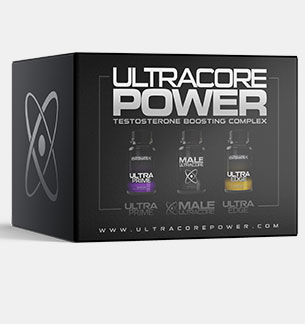 ULTRACORE
POWER
TESTOSTERONE BOOSTING COMPLEX
ULTRA
PRIME
MALE
ULTRACORE
ULTRA
EDGE
ULTRA
PRIME
MALE
ULTRACORE
ULTRA
EDGE
WWW.ULTRACOREPOWER.COM